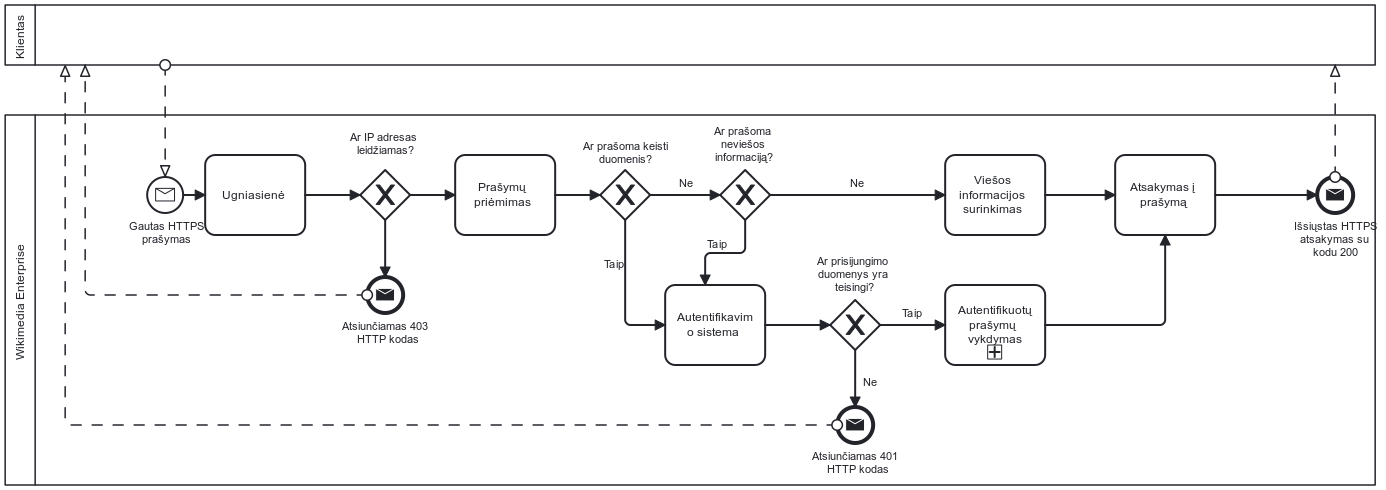 Klientas
Wikimedia Enterprise
Gautas HTTPS
prašymas
Ugniasienė
Ar IP adresas
leidžiamas?
Atsiunčiamas 403
HTTP kodas
Prašymų
priėmimas
Ar prašoma keisti
duomenis?
Ne
Taip
Ar prašoma
neviešos
informaciją?
Ne
Taip
Autentifikavim
o sistema
Ar prisijungimo
duomenys yra
teisingi?
Taip
Ne
Atsiunčiamas 401
HTTP kodas
Viešos
informacijos
surinkimas
Autentifikuotų
prašymų
vykdymas
Atsakymas į
prašymą
Išsiųstas HTTPS
atsakymas su
kodu 200